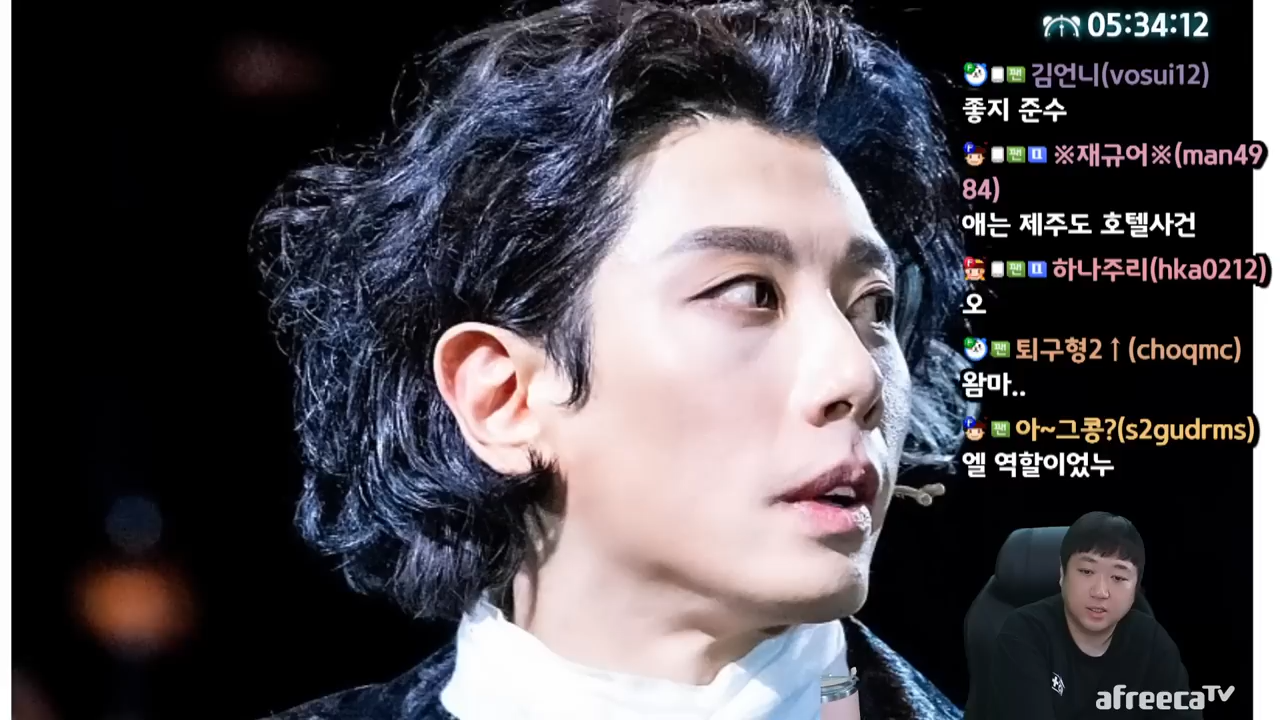 05:34:12
김언니(vosui12)
좋지 준수
※재규어※(man49
84)
애는 제주도 호텔사건
하나주리(hka0212)
오
퇴구형2↑(choqmc)
왐마..
아~그콩?(s2gudrms)
엘 역할이었누
afreecaTV